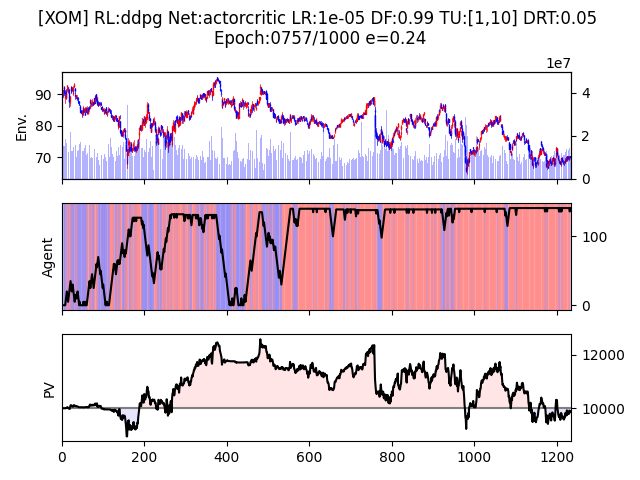 [XOM] RL:ddpg Net:actorcritic LR:1e-05 DF:0.99 TU:[1,10] DRT:0.05
Epoch:0757/1000 e=0.24
1e7
90
80
70
Env.
4
2
0
Agent
100
0
PV
12000
10000
0 200 400 600 800 1000 1200